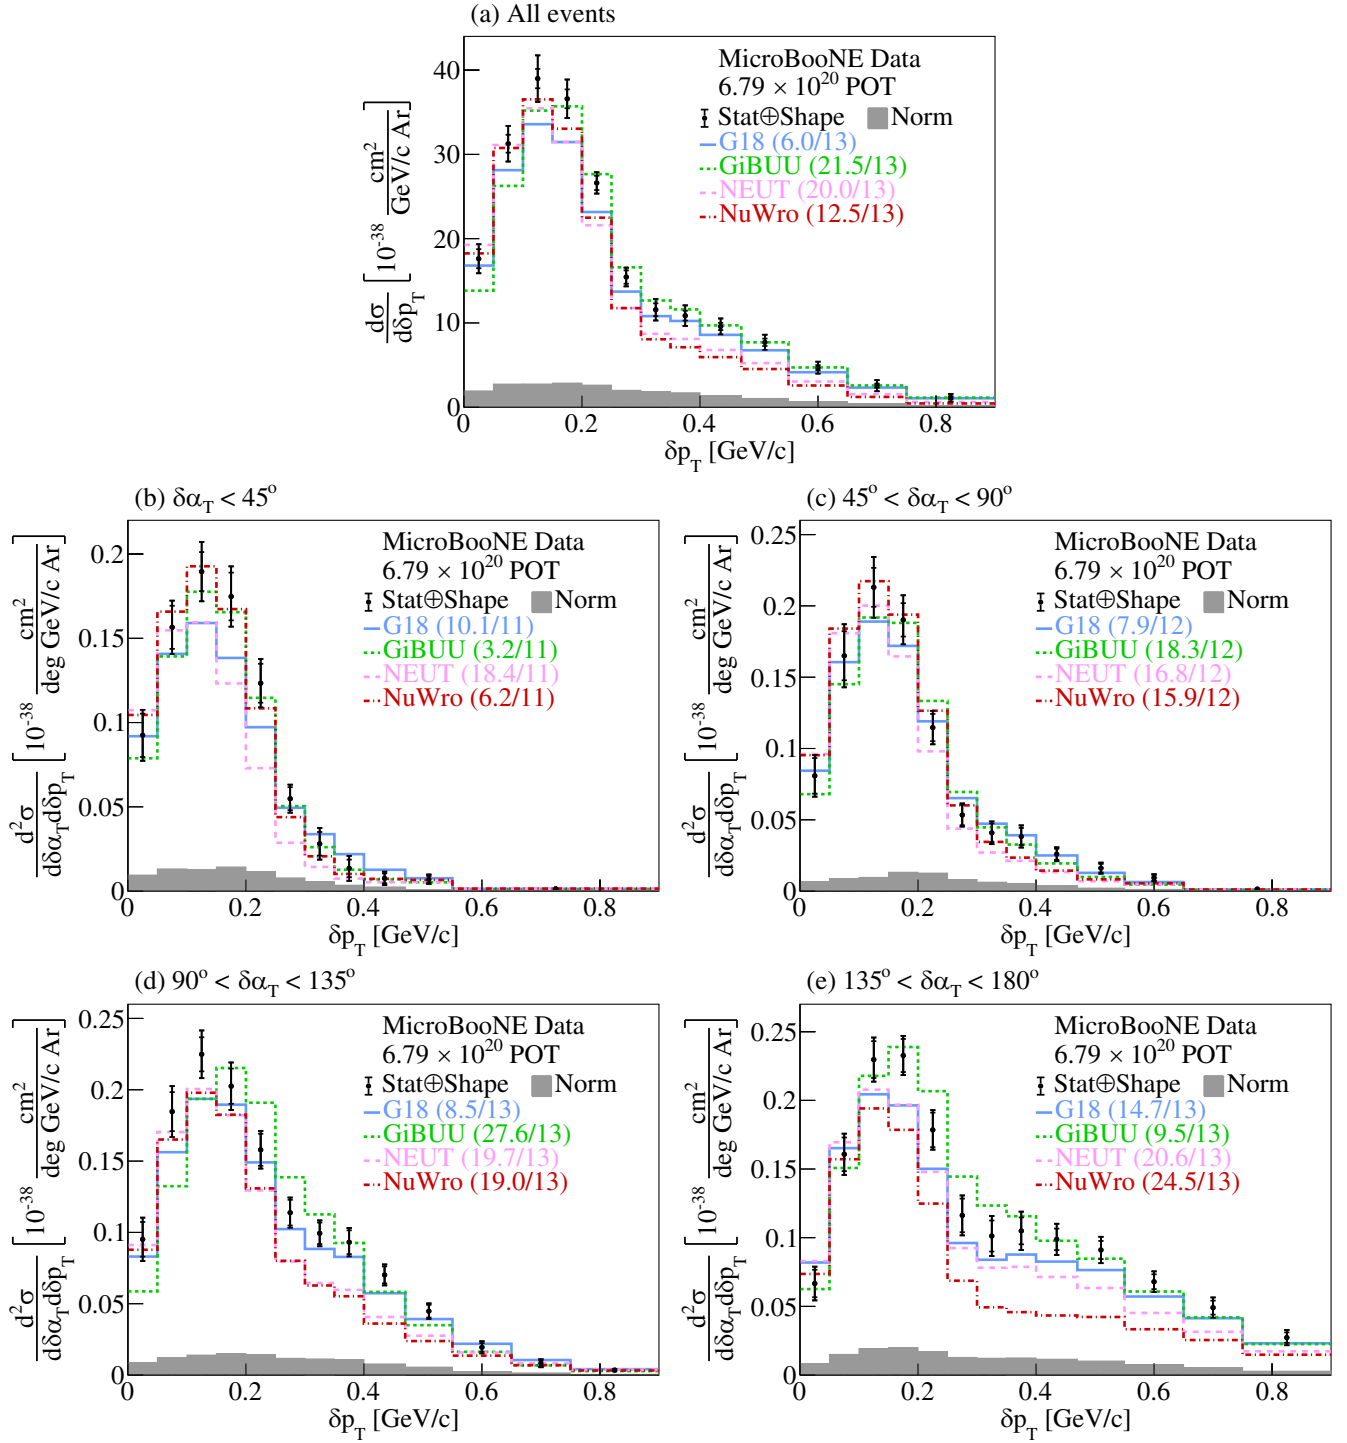 (a) All events
MicroBooNE Data
6.79 × 10^20 POT
Stat⊕Shape Norm
G18 (6.0/13)
GiBUU (21.5/13)
NEUT (20.0/13)
NuWro (12.5/13)
dσ/dδp_T [10^-38 cm^2/GeV/c Ar]
40
30
20
10
0
0 0.2 0.4 0.6 0.8
δp_T [GeV/c]
(b) δα_T < 45°
MicroBooNE Data
6.79 × 10^20 POT
Stat⊕Shape Norm
G18 (10.1/11)
GiBUU (3.2/11)
NEUT (18.4/11)
NuWro (6.2/11)
d^2σ/dδα_T dδp_T [10^-38 cm^2/deg GeV/c Ar]
0.2
0.15
0.1
0.05
0
0 0.2 0.4 0.6 0.8
δp_T [GeV/c]
(c) 45° < δα_T < 90°
MicroBooNE Data
6.79 × 10^20 POT
Stat⊕Shape Norm
G18 (7.9/12)
GiBUU (18.3/12)
NEUT (16.8/12)
NuWro (15.9/12)
d^2σ/dδα_T dδp_T [10^-38 cm^2/deg GeV/c Ar]
0.25
0.2
0.15
0.1
0.05
0
0 0.2 0.4 0.6 0.8
δp_T [GeV/c]
(d) 90° < δα_T < 135°
MicroBooNE Data
6.79 × 10^20 POT
Stat⊕Shape Norm
G18 (8.5/13)
GiBUU (27.6/13)
NEUT (19.7/13)
NuWro (19.0/13)
d^2σ/dδα_T dδp_T [10^-38 cm^2/deg GeV/c Ar]
0.25
0.2
0.15
0.1
0.05
0
0 0.2 0.4 0.6 0.8
δp_T [GeV/c]
(e) 135° < δα_T < 180°
MicroBooNE Data
6.79 × 10^20 POT
Stat⊕Shape Norm
G18 (14.7/13)
GiBUU (9.5/13)
NEUT (20.6/13)
NuWro (24.5/13)
d^2σ/dδα_T dδp_T [10^-38 cm^2/deg GeV/c Ar]
0.25
0.2
0.15
0.1
0.05
0
0 0.2 0.4 0.6 0.8
δp_T [GeV/c]